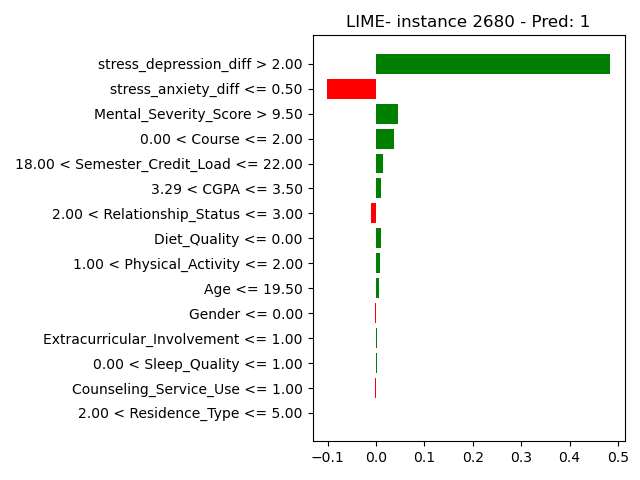 LIME- instance 2680 - Pred: 1
stress_depression_diff > 2.00
stress_anxiety_diff <= 0.50
Mental_Severity_Score > 9.50
0.00 < Course <= 2.00
18.00 < Semester_Credit_Load <= 22.00
3.29 < CGPA <= 3.50
2.00 < Relationship_Status <= 3.00
Diet_Quality <= 0.00
1.00 < Physical_Activity <= 2.00
Age <= 19.50
Gender <= 0.00
Extracurricular_Involvement <= 1.00
0.00 < Sleep_Quality <= 1.00
Counseling_Service_Use <= 1.00
2.00 < Residence_Type <= 5.00
−0.1 0.0 0.1 0.2 0.3 0.4 0.5